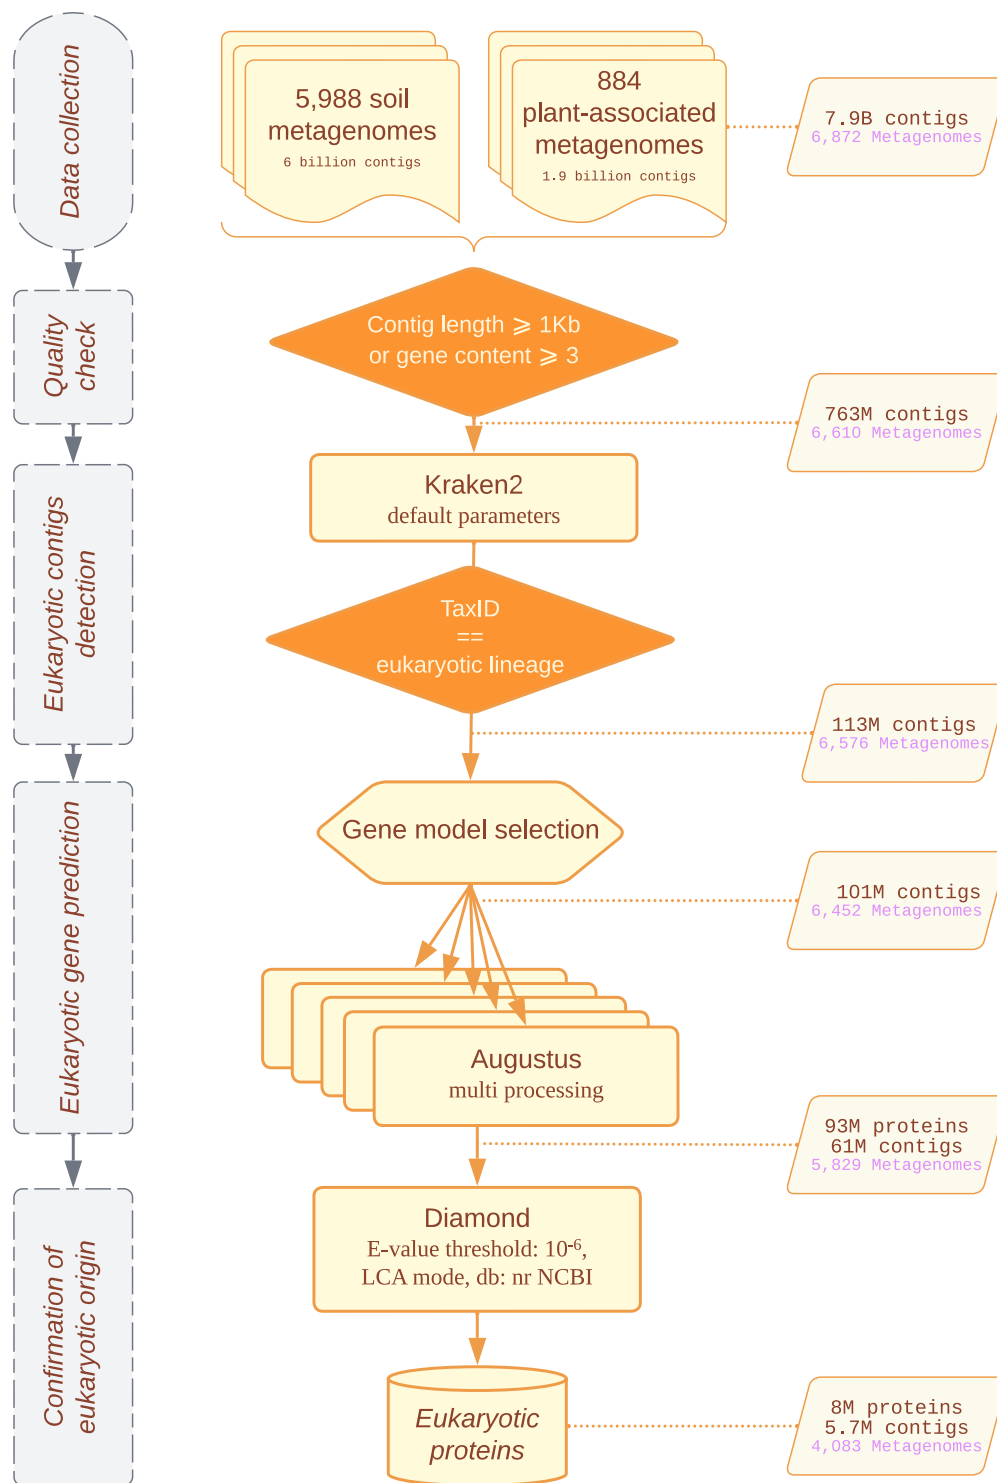 Data collection
5,988 soil
metagenomes
6 billion contigs
884
plant-associated
metagenomes
1.9 billion contigs
7.9B contigs
6,872 Metagenomes
Quality
check
Contig length ⩾ 1Kb
or gene content ⩾ 3
763M contigs
6,610 Metagenomes
Eukaryotic contigs
detection
Kraken2
default parameters
TaxID
==
eukaryotic lineage
113M contigs
6,576 Metagenomes
Eukaryotic gene prediction
Gene model selection
101M contigs
6,452 Metagenomes
Augustus
multi processing
93M proteins
61M contigs
5,829 Metagenomes
Confirmation of
eukaryotic origin
Diamond
E-value threshold: 10⁻⁶,
LCA mode, db: nr NCBI
Eukaryotic
proteins
8M proteins
5.7M contigs
4,083 Metagenomes